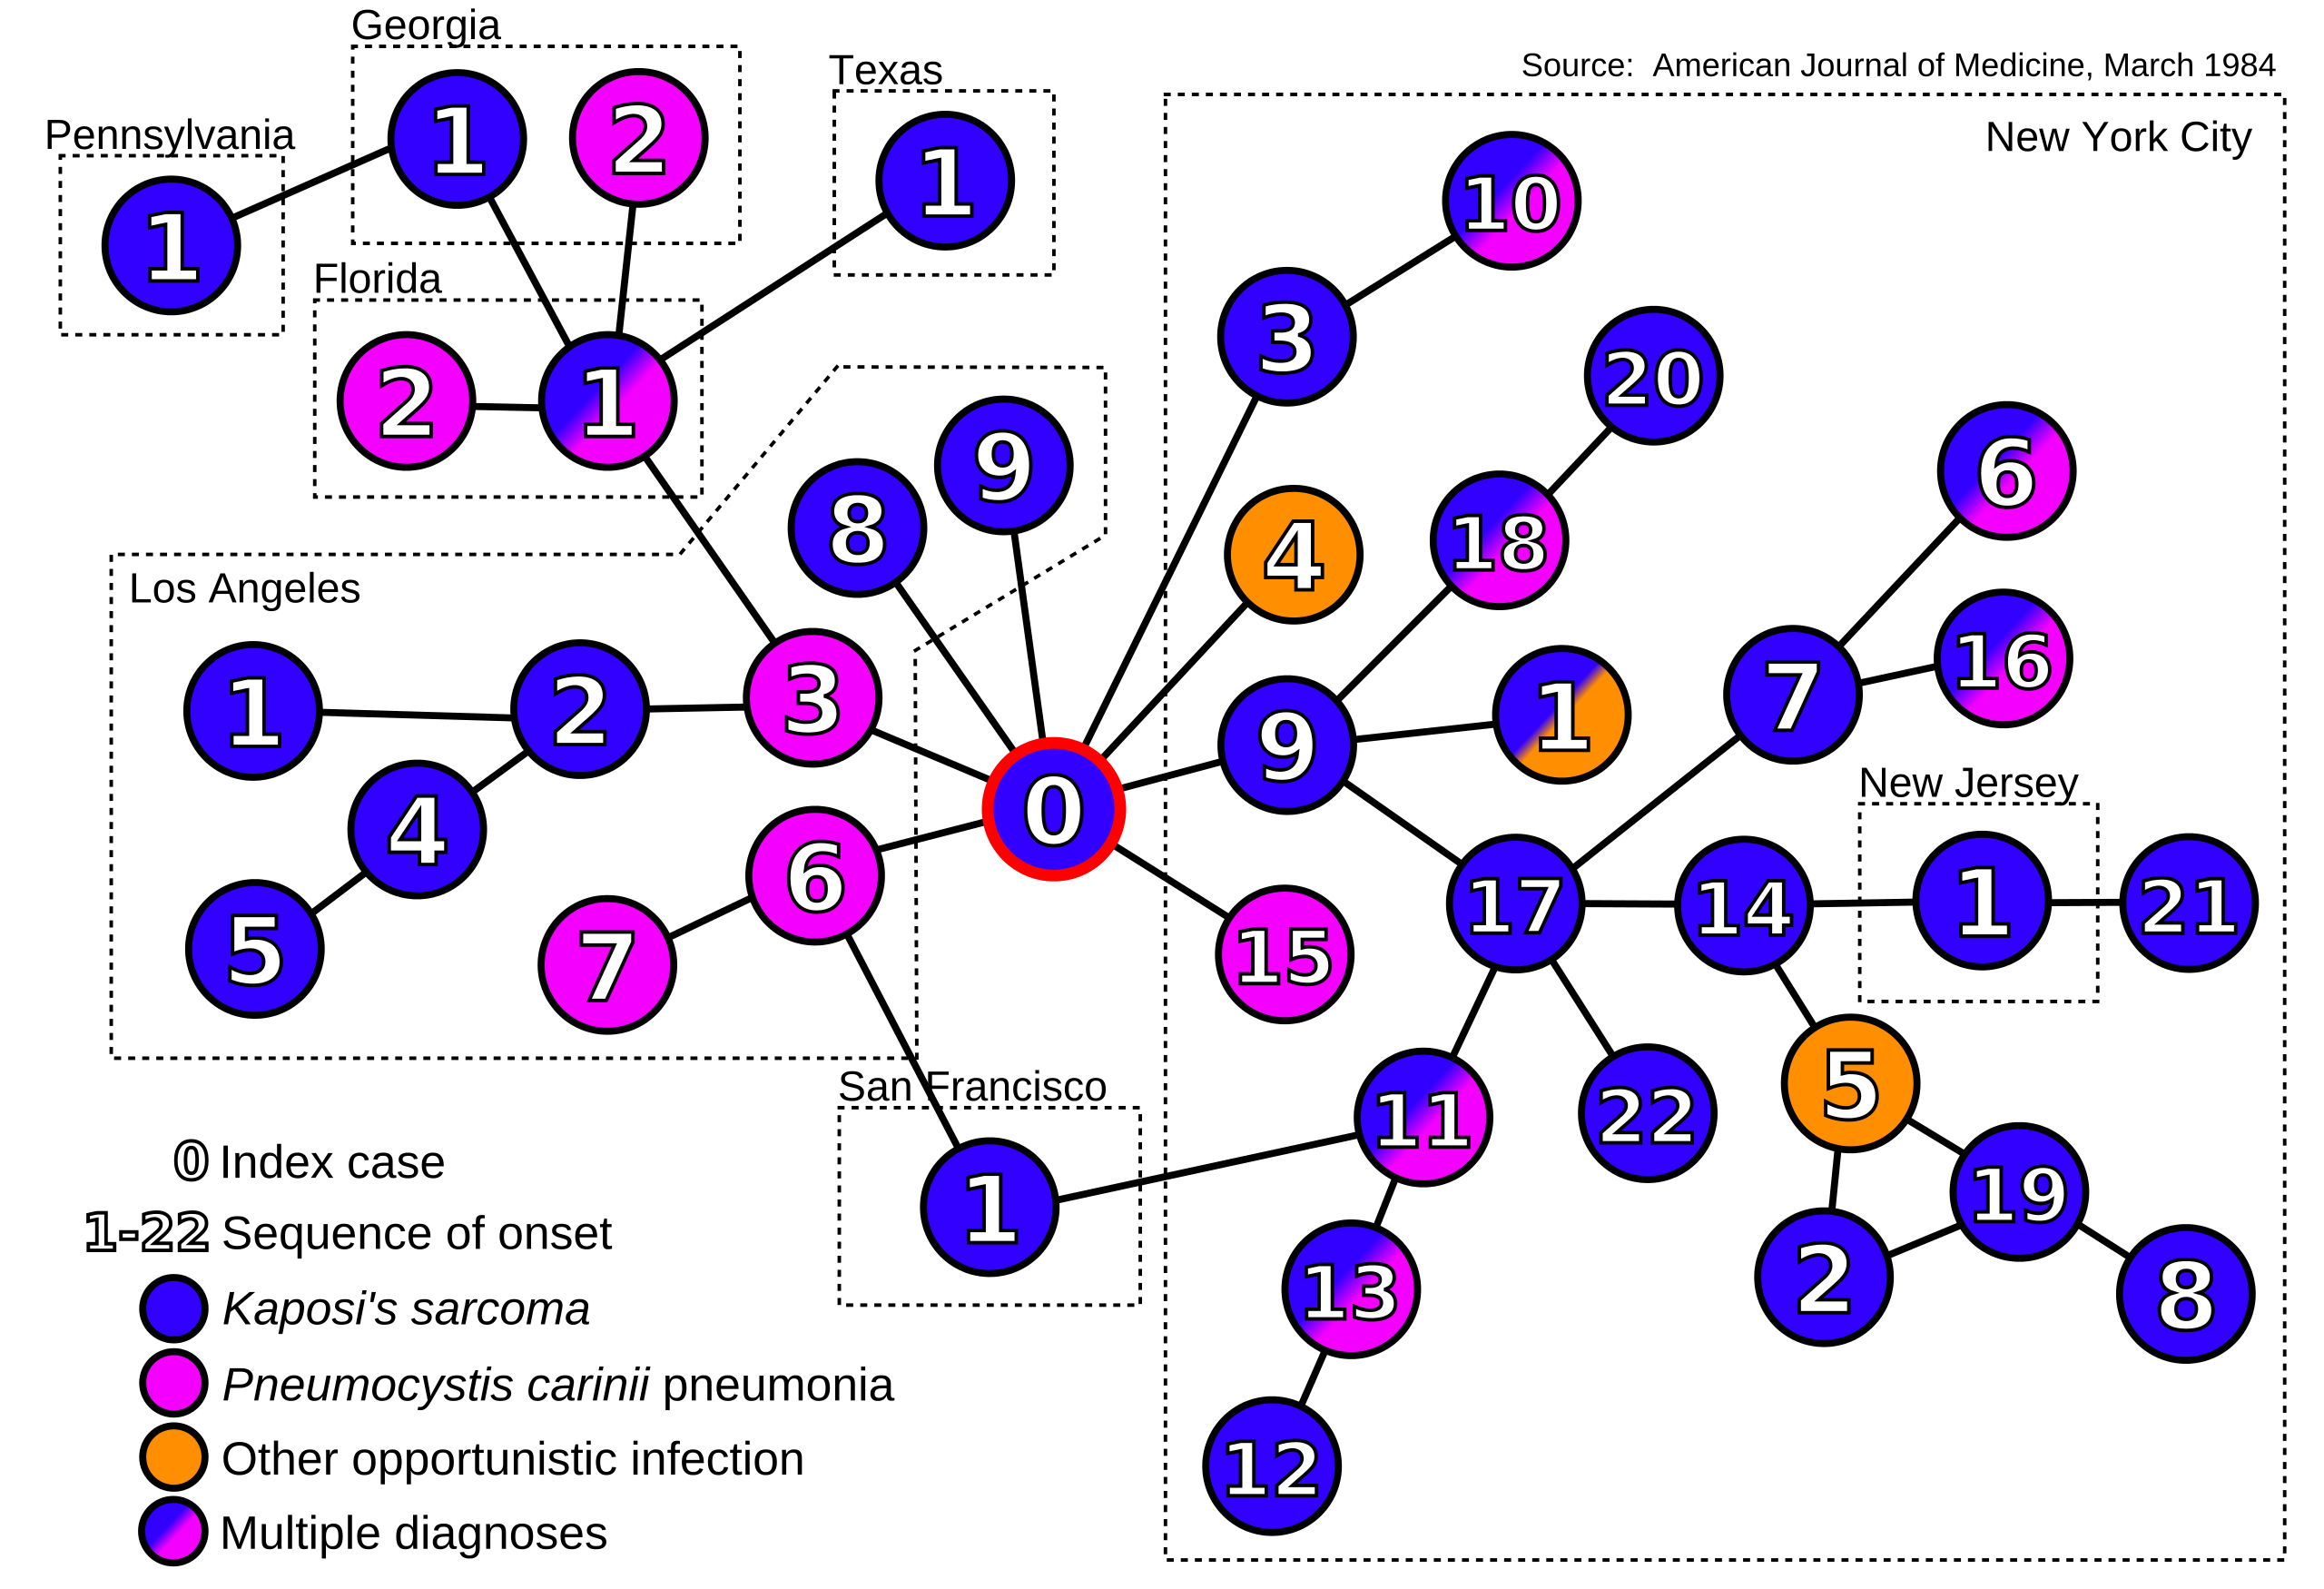 Georgia
Texas
Source:  American Journal of Medicine, March 1984
Pennsylvania
New York City
1
2
1
1
10
3
Florida
2
1
20
6
9
8
4
18
Los Angeles
1
2
3
9
1
7
16
4
0
New Jersey
5
6
7
15
17
14
1
21
San Francisco
1
11
22
5
19
2
8
13
12
0 Index case
1-22 Sequence of onset
Kaposi's sarcoma
Pneumocystis carinii pneumonia
Other opportunistic infection
Multiple diagnoses